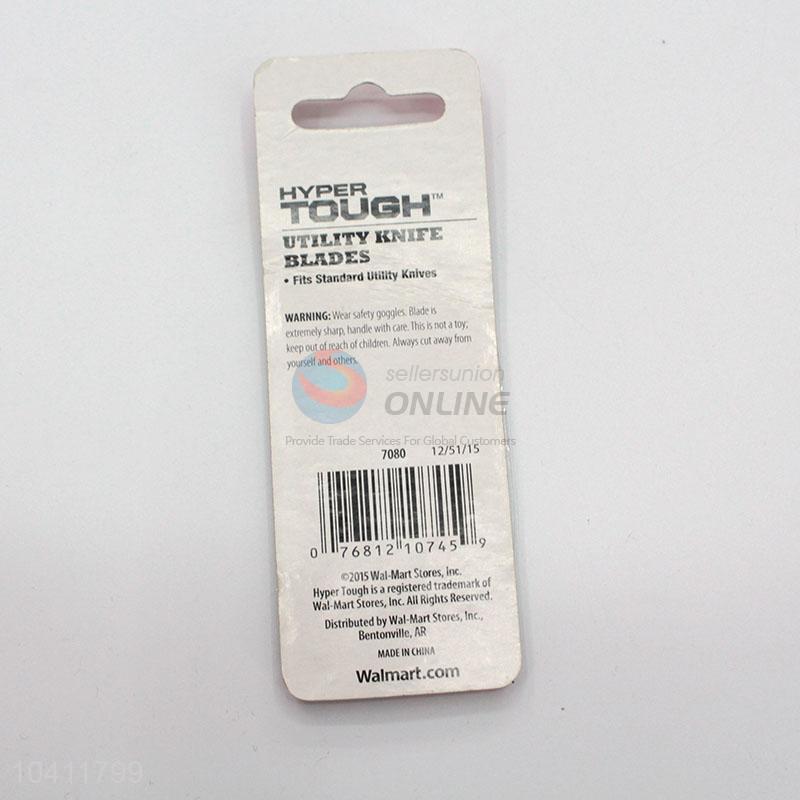 HYPER
TOUGH™
UTILITY KNIFE
BLADES
• Fits Standard Utility Knives
WARNING: Wear safety goggles. Blade is
extremely sharp, handle with care. This is not a toy;
keep out of reach of children. Always cut away from
yourself and others.
sellersunion
ONLINE®
Provide Trade Services For Global Customers
7080 12/51/15
0 76812 10745 9
©2015 Wal-Mart Stores, Inc.
Hyper Tough is a registered trademark of
Wal-Mart Stores, Inc. All Rights Reserved.
Distributed by Wal-Mart Stores, Inc.,
Bentonville, AR
MADE IN CHINA
Walmart.com
10411799